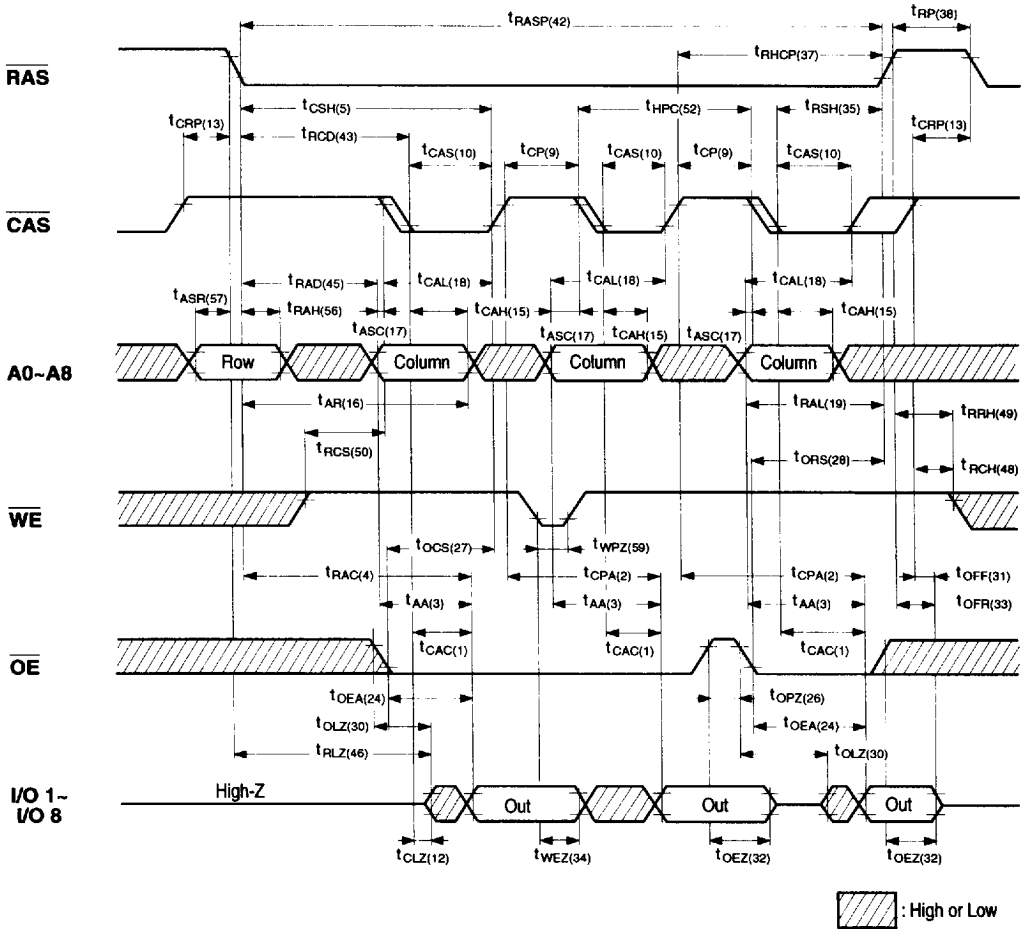 tRASP(42)
tRP(38)
tRHCP(37)
RAS
tCSH(5)
tHPC(52)
tRSH(35)
tCRP(13)
tRCD(43)
tCRP(13)
tCAS(10)
tCP(9)
tCAS(10)
tCP(9)
tCAS(10)
CAS
tRAD(45)
tCAL(18)
tCAL(18)
tCAL(18)
tASR(57)
tRAH(56)
tCAH(15)
tCAH(15)
tASC(17)
tASC(17)
tCAH(15)
tASC(17)
A0~A8
Row
Column
Column
Column
tAR(16)
tRAL(19)
tRRH(49)
tRCS(50)
tORS(28)
tRCH(48)
WE
tOCS(27)
tWPZ(59)
tRAC(4)
tCPA(2)
tCPA(2)
tOFF(31)
tAA(3)
tAA(3)
tAA(3)
tOFR(33)
tCAC(1)
tCAC(1)
tCAC(1)
OE
tOEA(24)
tOPZ(26)
tOLZ(30)
tOEA(24)
tRLZ(46)
tOLZ(30)
I/O 1~
I/O 8
High-Z
Out
Out
Out
tCLZ(12)
tWEZ(34)
tOEZ(32)
tOEZ(32)
: High or Low